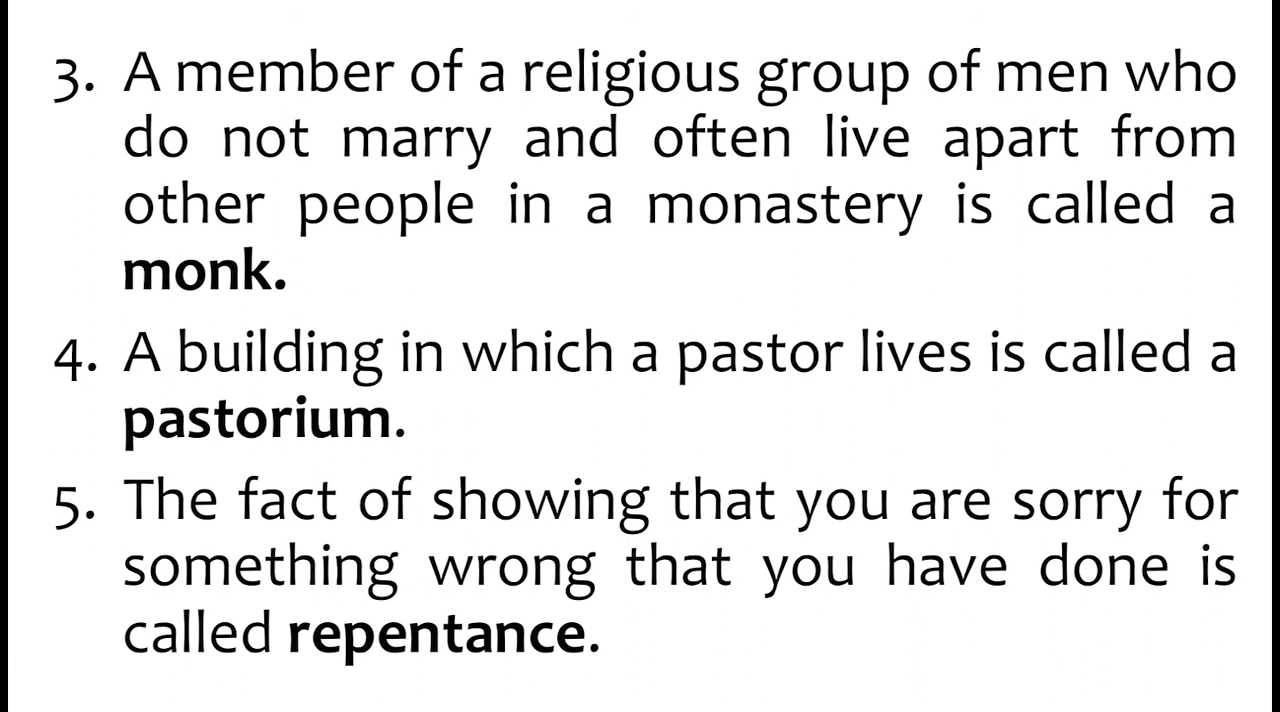 3. A member of a religious group of men who
do not marry and often live apart from
other people in a monastery is called a
monk.
4. A building in which a pastor lives is called a
pastorium.
5. The fact of showing that you are sorry for
something wrong that you have done is
called repentance.